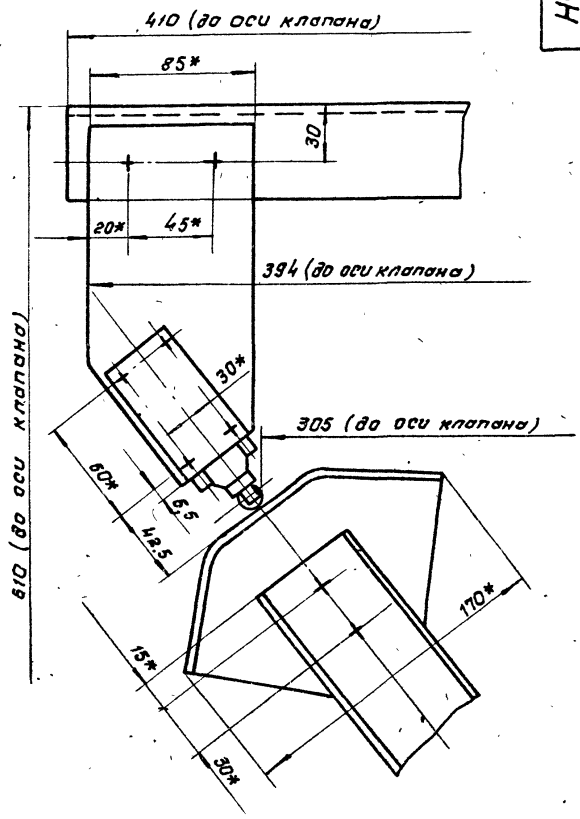 410 (до оси клапана)
Н
85*
30
20*
45*
394 (до оси клапана)
610 (до оси клапана)
30*
305 (до оси клапана)
60*
6,5
42,5
170*
15*
30*